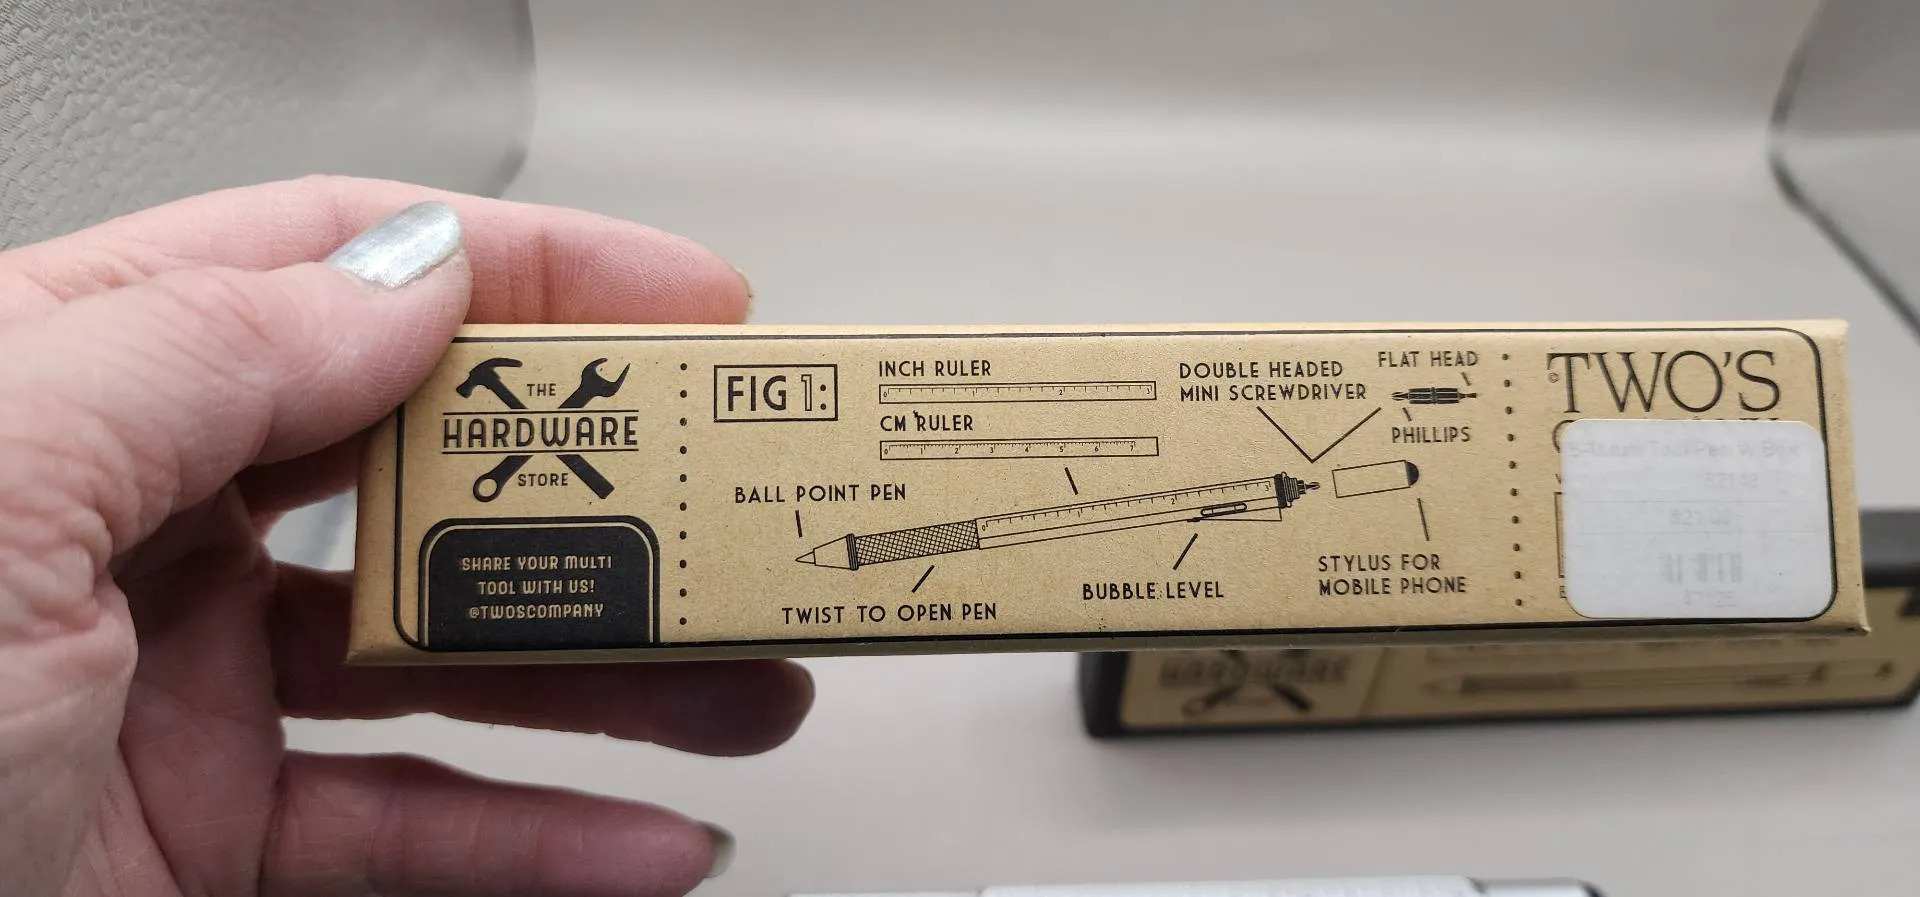 THE
HARDWARE
STORE
SHARE YOUR MULTI
TOOL WITH US!
@TWOSCOMPANY
FIG 1:
INCH RULER
CM RULER
BALL POINT PEN
TWIST TO OPEN PEN
BUBBLE LEVEL
DOUBLE HEADED
MINI SCREWDRIVER
FLAT HEAD
PHILLIPS
STYLUS FOR
MOBILE PHONE
©TWO'S
HARDWARE